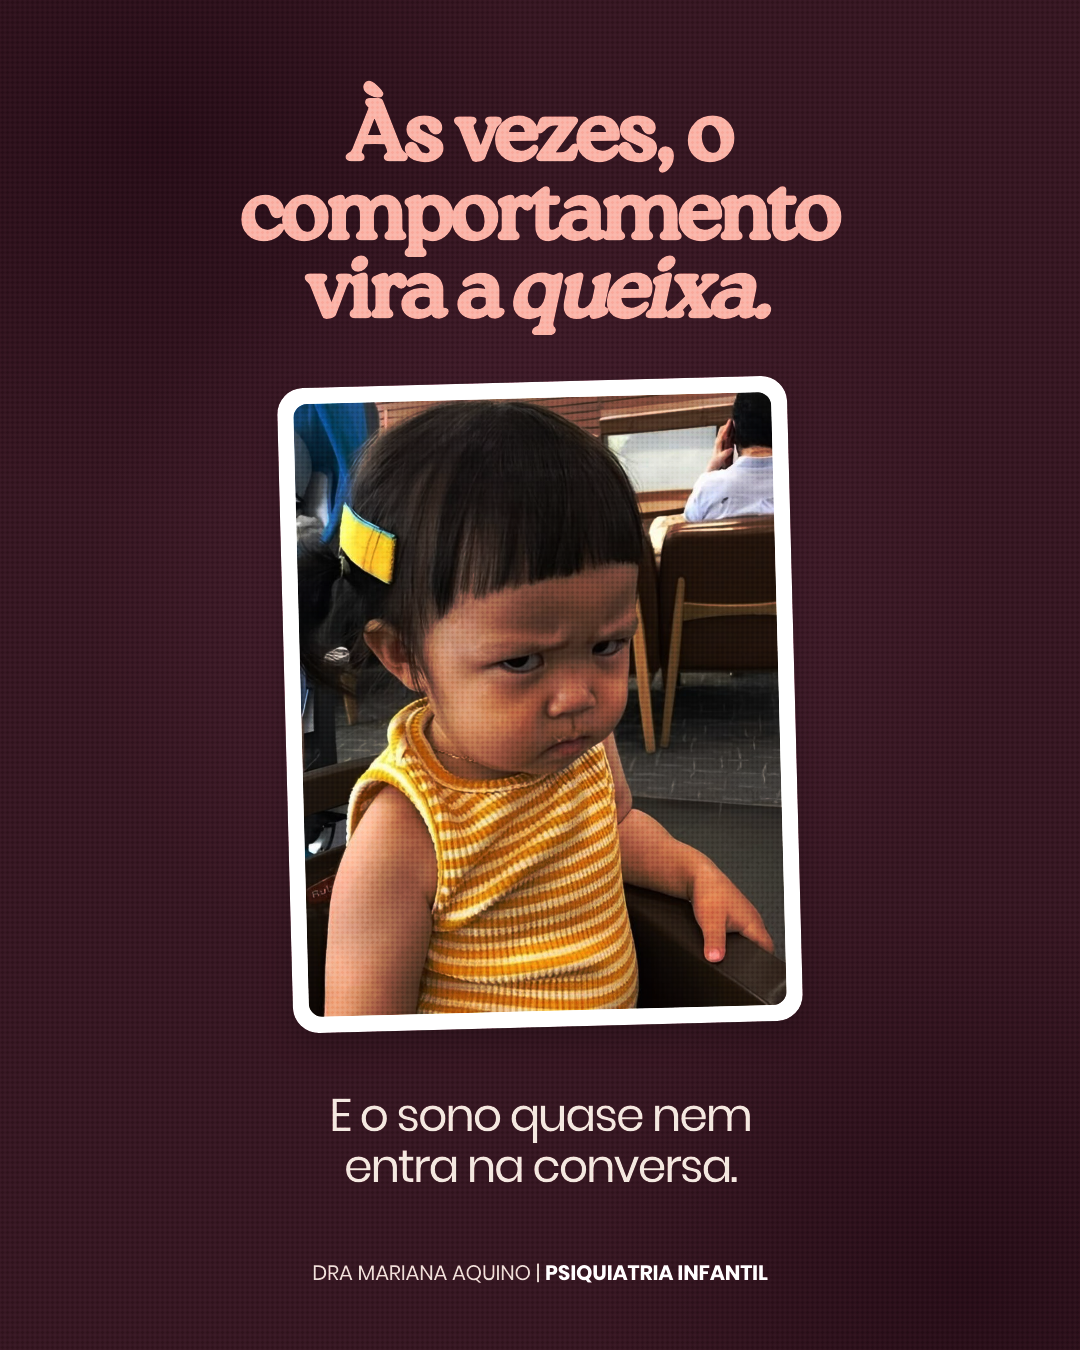 Às vezes, o
comportamento
vira a queixa.
E o sono quase nem
entra na conversa.
DRA MARIANA AQUINO | PSIQUIATRIA INFANTIL